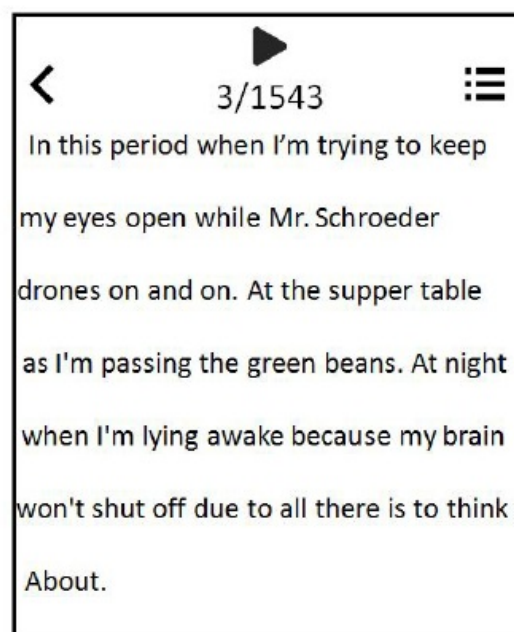 3/1543
In this period when I’m trying to keep
my eyes open while Mr. Schroeder
drones on and on. At the supper table
as I'm passing the green beans. At night
when I'm lying awake because my brain
won't shut off due to all there is to think
About.